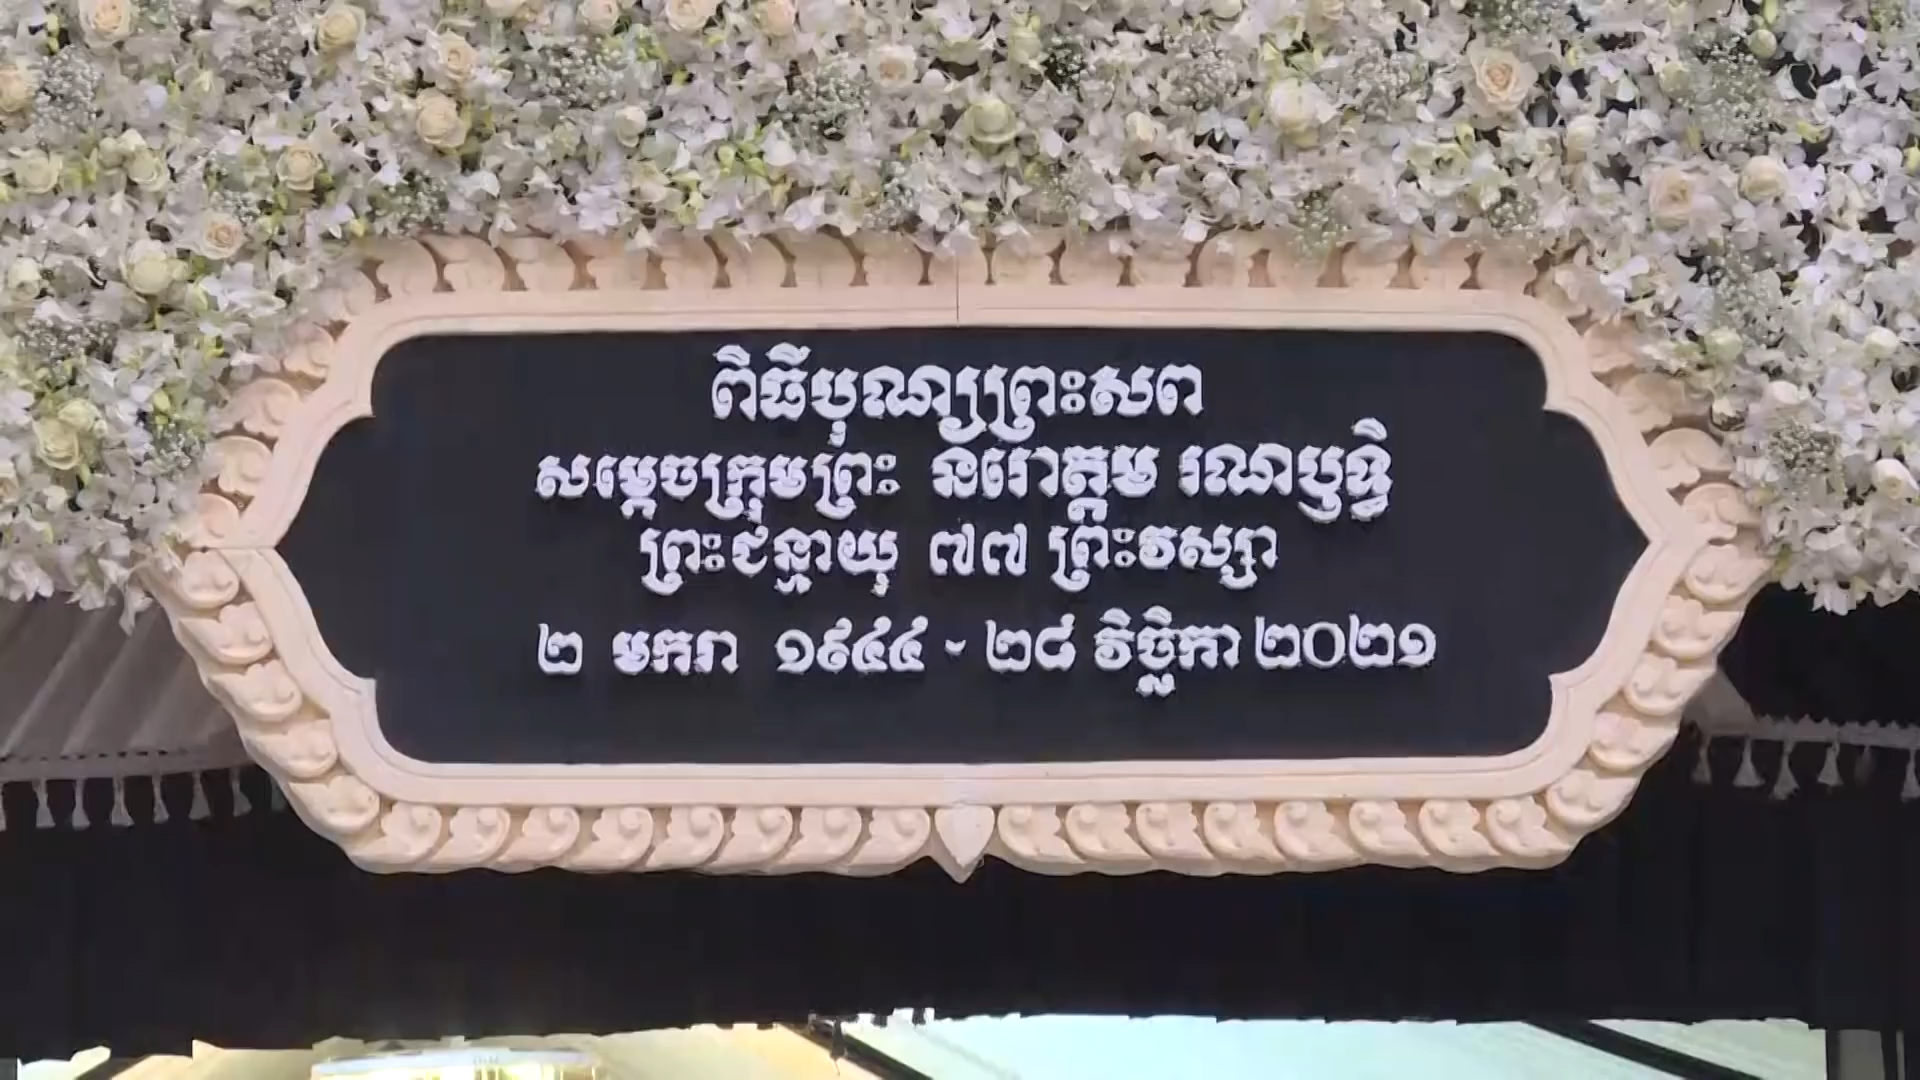 ពិធីបុណ្យព្រះសព
សម្តេចក្រុមព្រះ នរោត្តម រណឫទ្ធិ
ព្រះជន្មាយុ ៧៧ ព្រះវស្សា
២ មករា ១៩៤៤ - ២៨ វិច្ឆិកា ២០២១